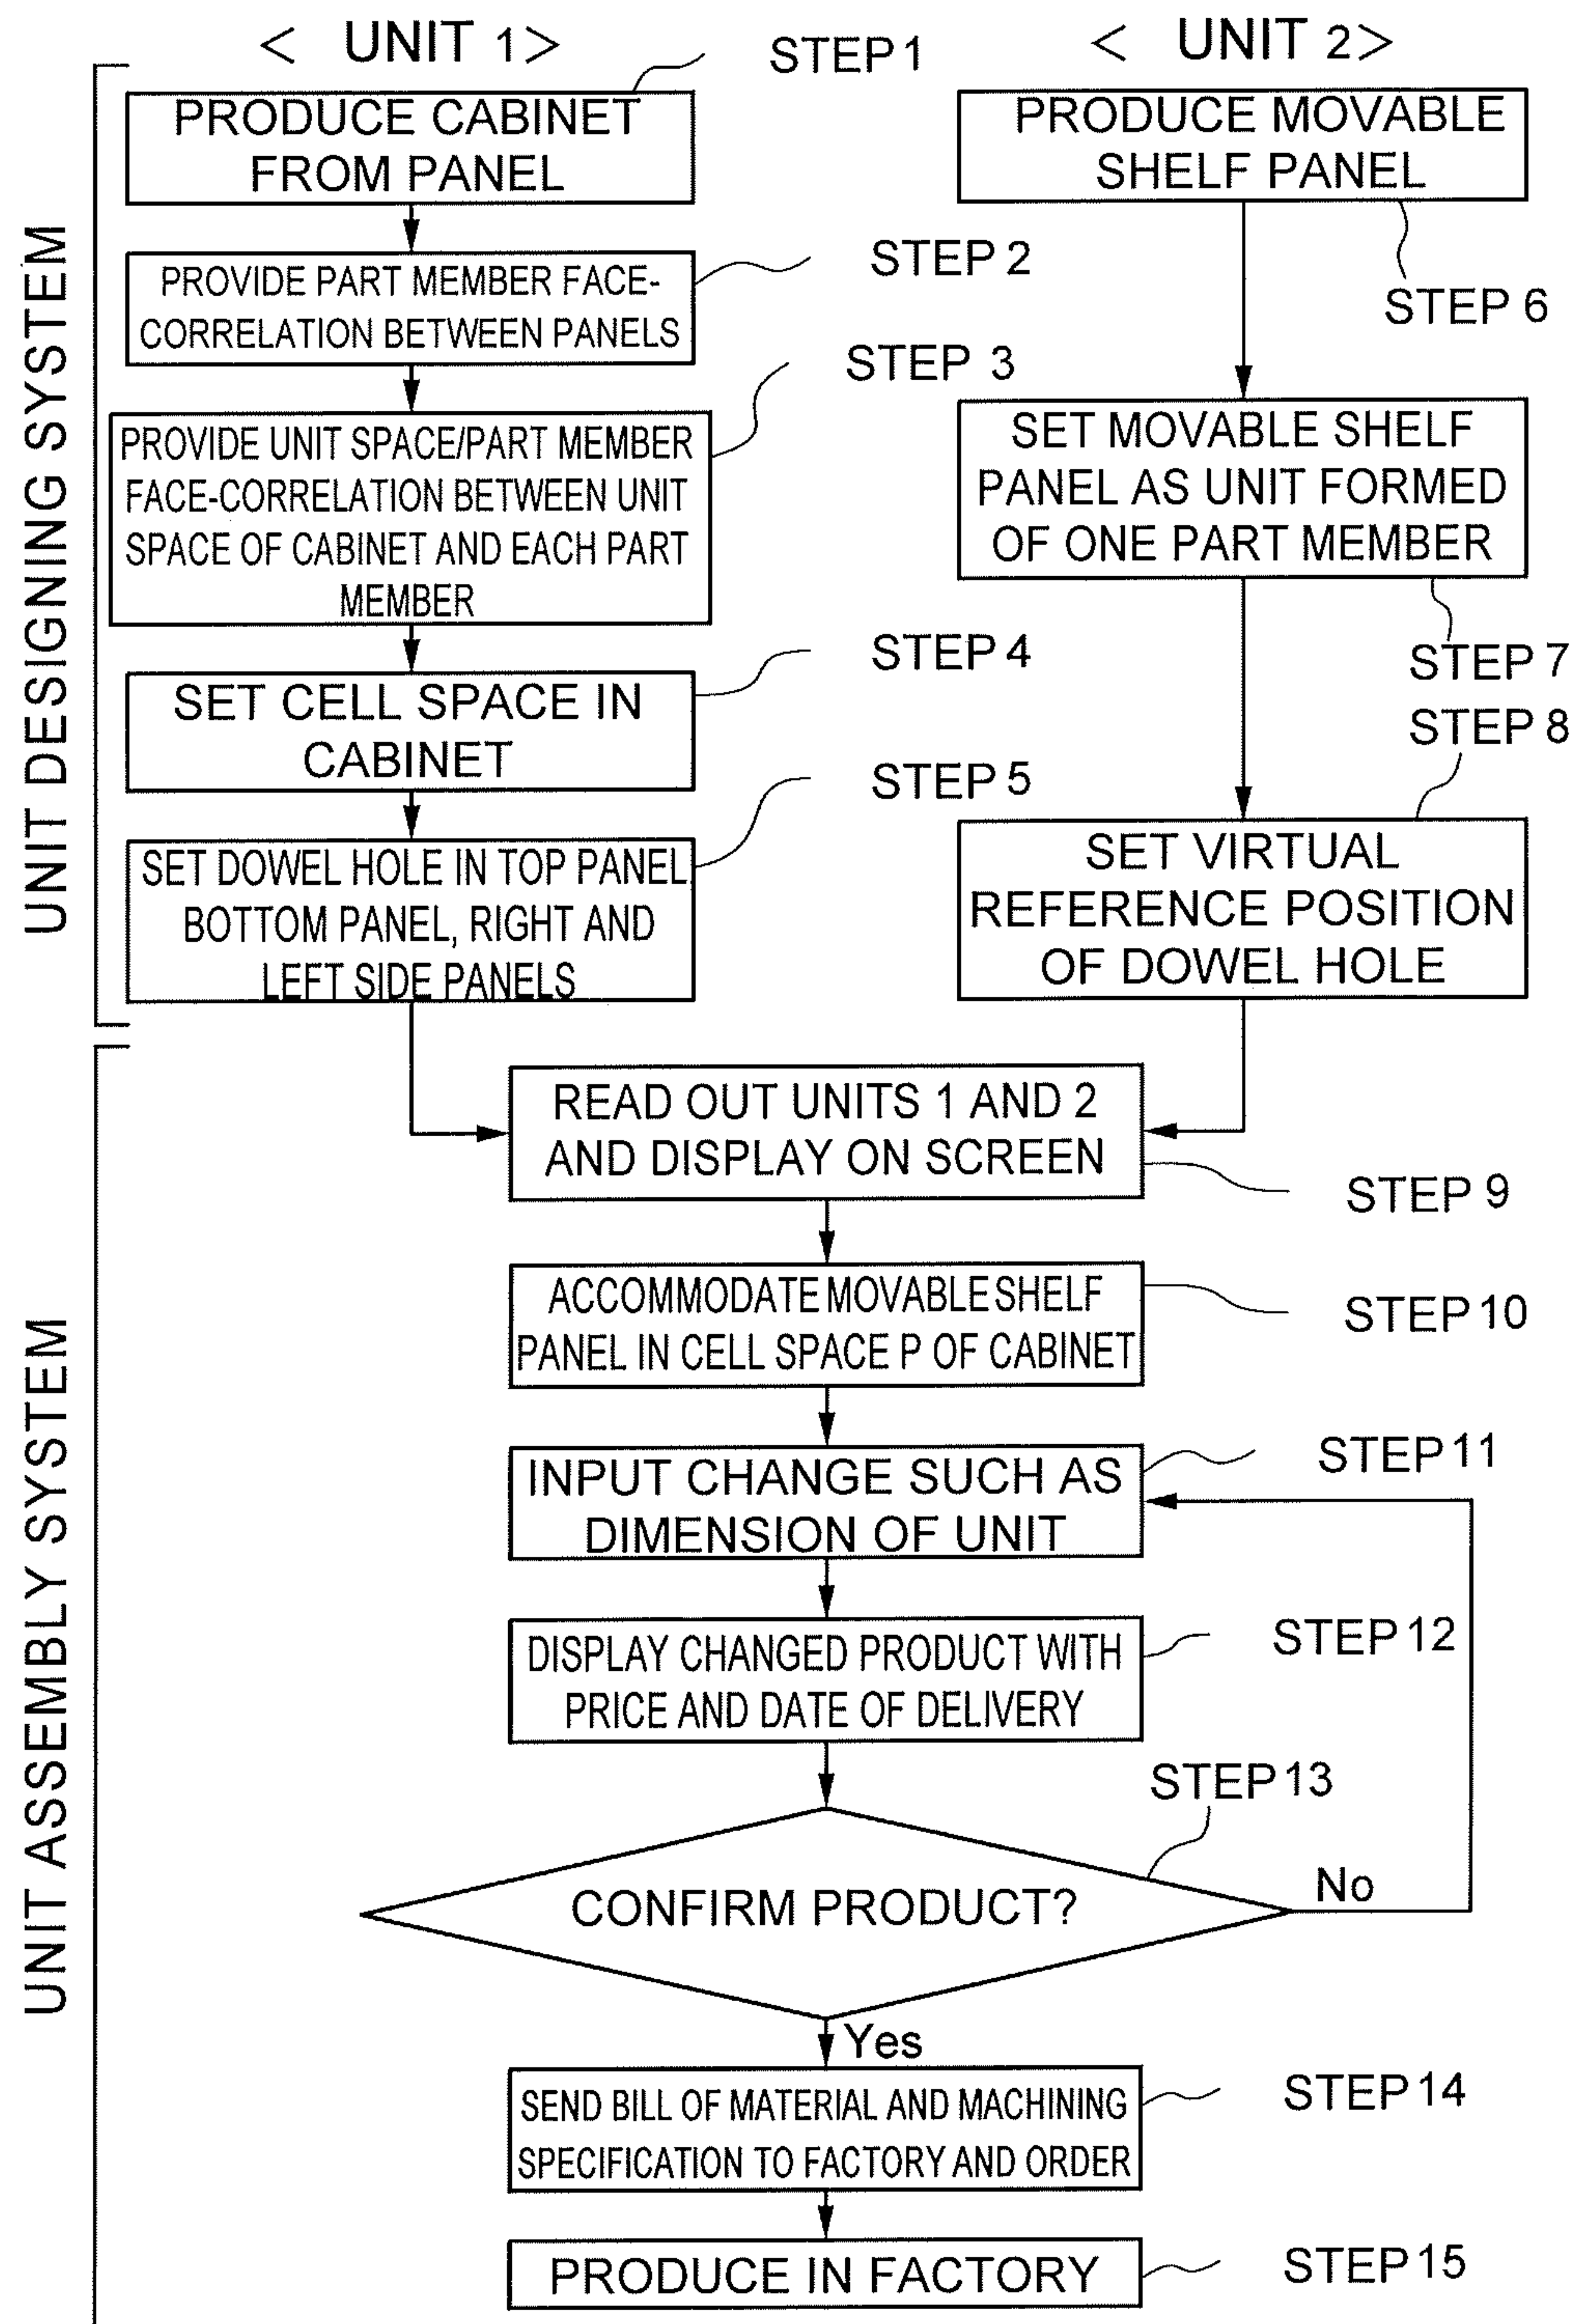 < UNIT 1 >
< UNIT 2 >
UNIT DESIGNING SYSTEM
STEP 1
PRODUCE CABINET
FROM PANEL
STEP 2
PROVIDE PART MEMBER FACE-
CORRELATION BETWEEN PANELS
STEP 3
PROVIDE UNIT SPACE/PART MEMBER
FACE-CORRELATION BETWEEN UNIT
SPACE OF CABINET AND EACH PART
MEMBER
STEP 4
SET CELL SPACE IN
CABINET
STEP 5
SET DOWEL HOLE IN TOP PANEL
BOTTOM PANEL, RIGHT AND
LEFT SIDE PANELS
PRODUCE MOVABLE
SHELF PANEL
STEP 6
SET MOVABLE SHELF
PANEL AS UNIT FORMED
OF ONE PART MEMBER
STEP 7
STEP 8
SET VIRTUAL
REFERENCE POSITION
OF DOWEL HOLE
UNIT ASSEMBLY SYSTEM
READ OUT UNITS 1 AND 2
AND DISPLAY ON SCREEN
STEP 9
ACCOMMODATE MOVABLE SHELF
PANEL IN CELL SPACE P OF CABINET
STEP 10
INPUT CHANGE SUCH AS
DIMENSION OF UNIT
STEP 11
DISPLAY CHANGED PRODUCT WITH
PRICE AND DATE OF DELIVERY
STEP 12
STEP 13
CONFIRM PRODUCT?
No
Yes
SEND BILL OF MATERIAL AND MACHINING
SPECIFICATION TO FACTORY AND ORDER
STEP 14
PRODUCE IN FACTORY
STEP 15